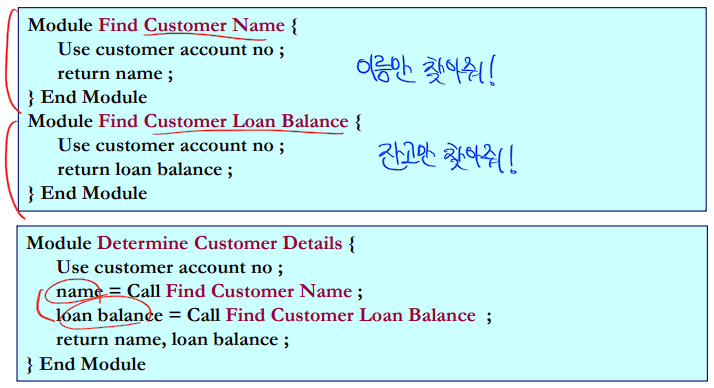 Module Find Customer Name {
Use customer account no ;
return name ;
이름만 찾아줘!
} End Module
Module Find Customer Loan Balance {
Use customer account no ;
return loan balance ;
잔고만 찾아줘!
} End Module
Module Determine Customer Details {
Use customer account no ;
name = Call Find Customer Name ;
loan balance = Call Find Customer Loan Balance ;
return name, loan balance ;
} End Module